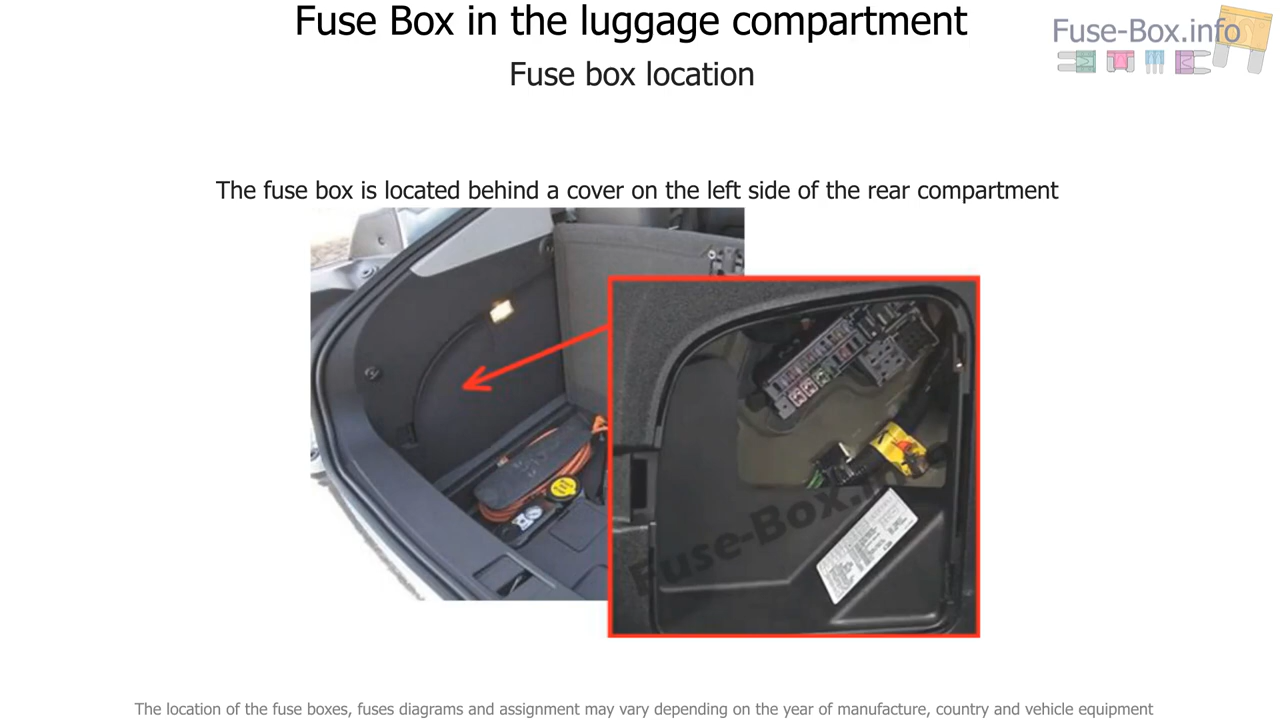 Fuse Box in the luggage compartment
Fuse-Box.info
Fuse box location
The fuse box is located behind a cover on the left side of the rear compartment
Fuse-Box.in
The location of the fuse boxes, fuses diagrams and assignment may vary depending on the year of manufacture, country and vehicle equipment